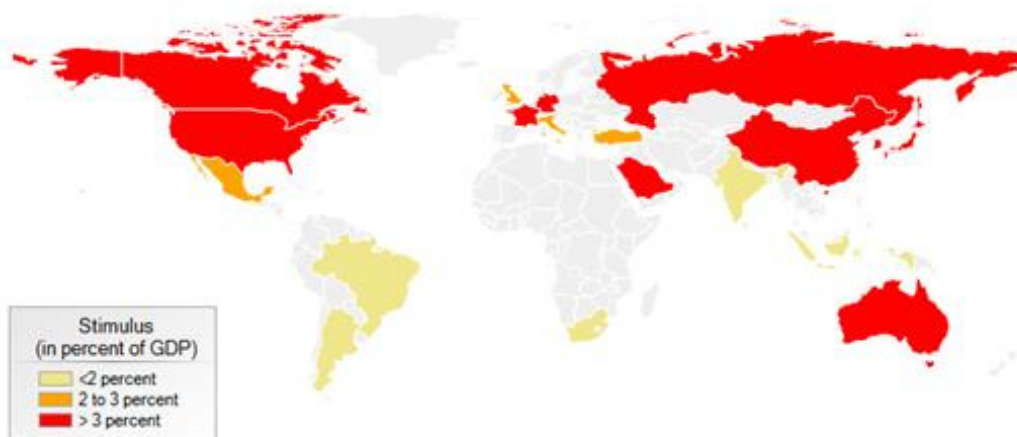 Stimulus
(in percent of GDP)
<2 percent
2 to 3 percent
> 3 percent